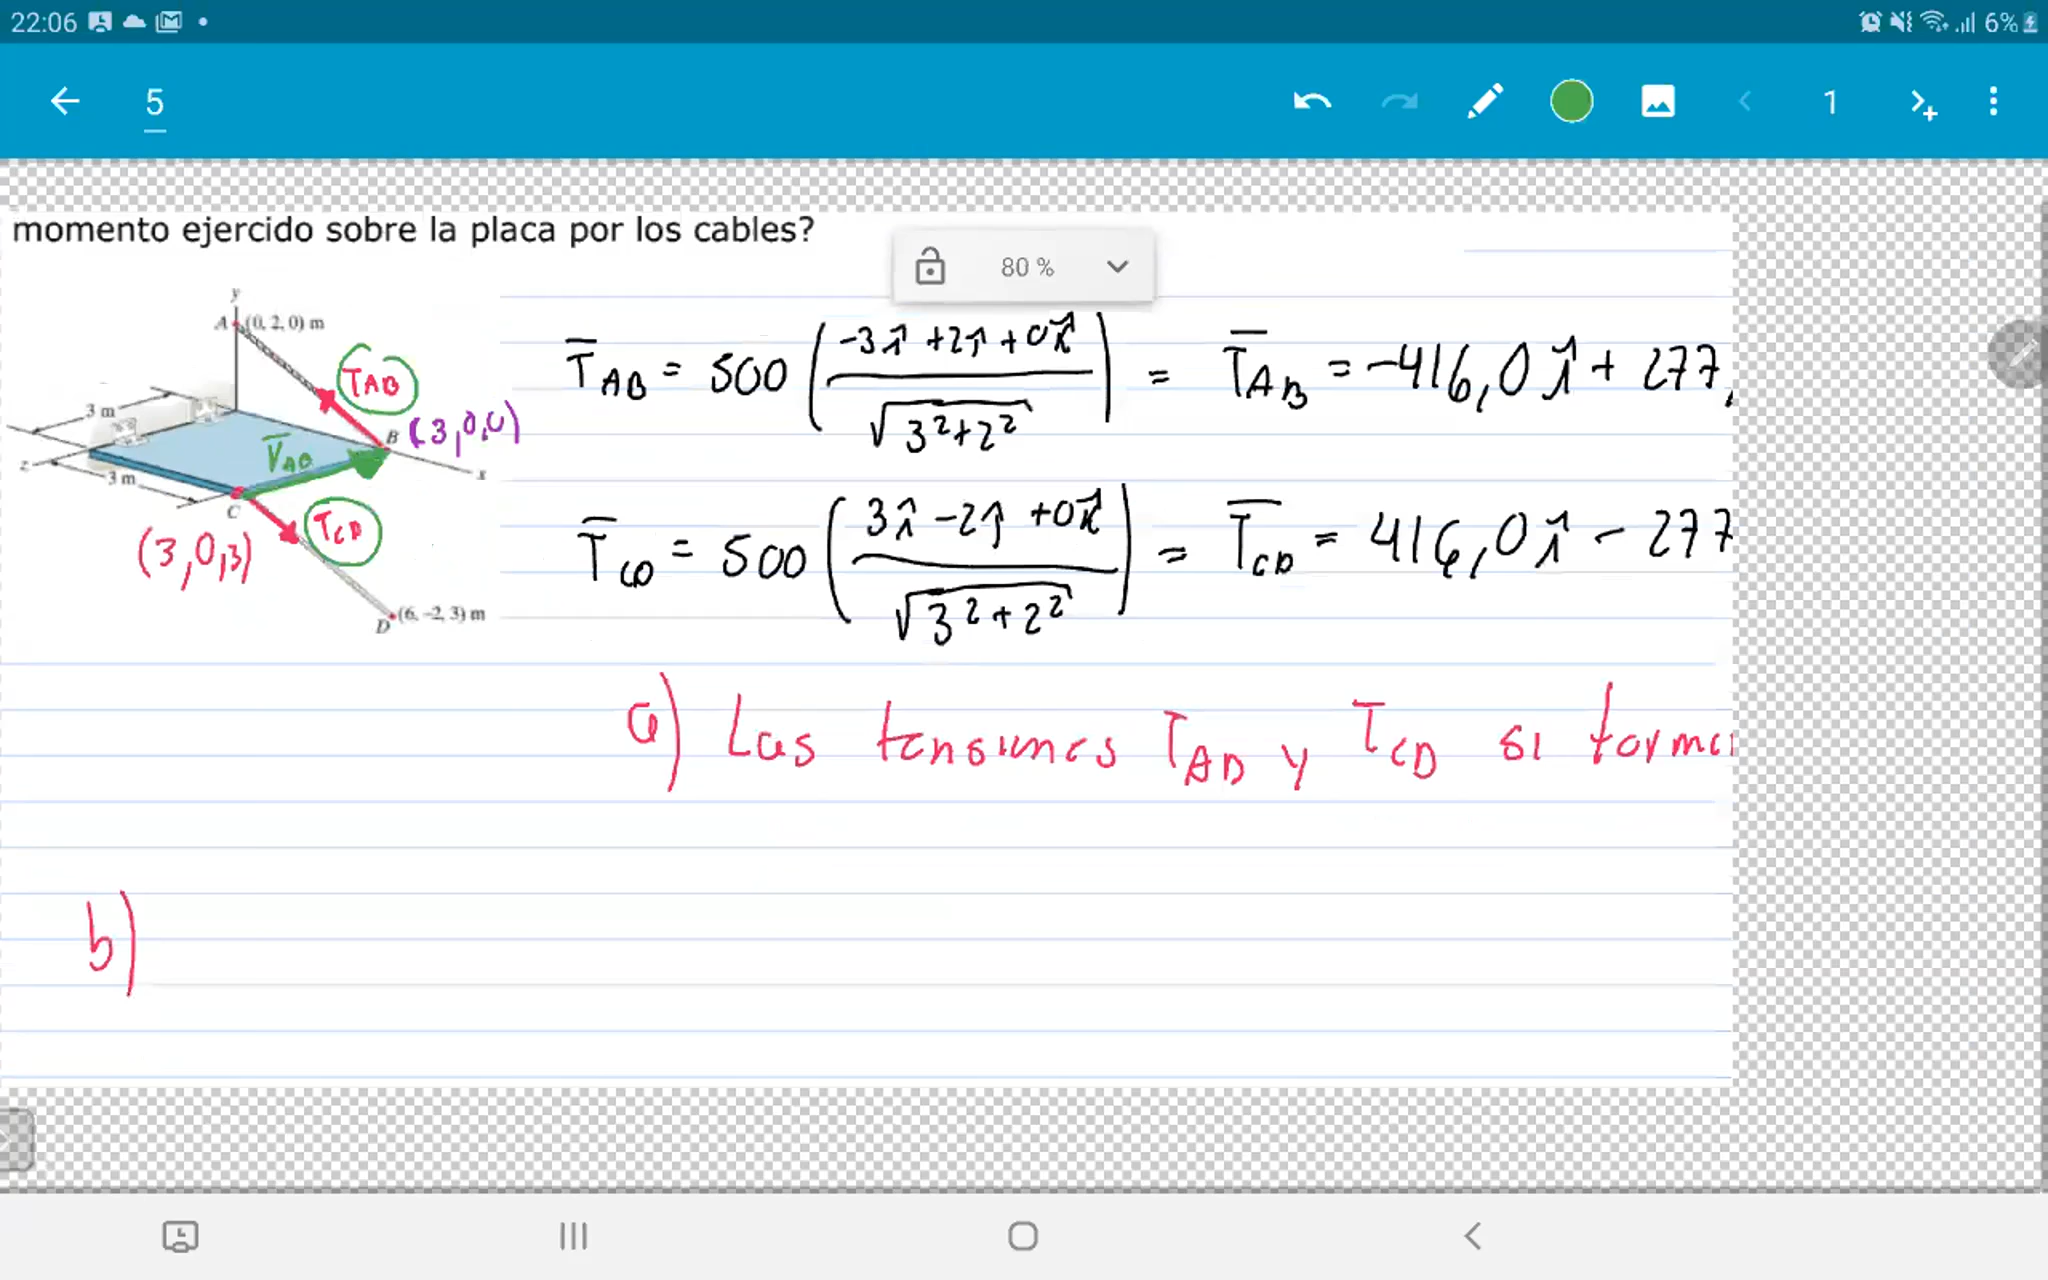 22:06 6%
5 1
momento ejercido sobre la placa por los cables?
80 %
y
A (0, 2, 0) m
TAB
3 m
B (3,0,0)
VAB
z 3 m x
C
TCD
(3,0,3)
D (6, -2, 3) m
T̅AB = 500 ( -3î+2ĵ+0k̂ / √3²+2² ) = T̅AB = -416,0î + 277,
T̅CD = 500 ( 3î-2ĵ+0k̂ / √3²+2² ) = T̅CD = 416,0î - 277
a) Las tensiones TAB y TCD si forma
b)